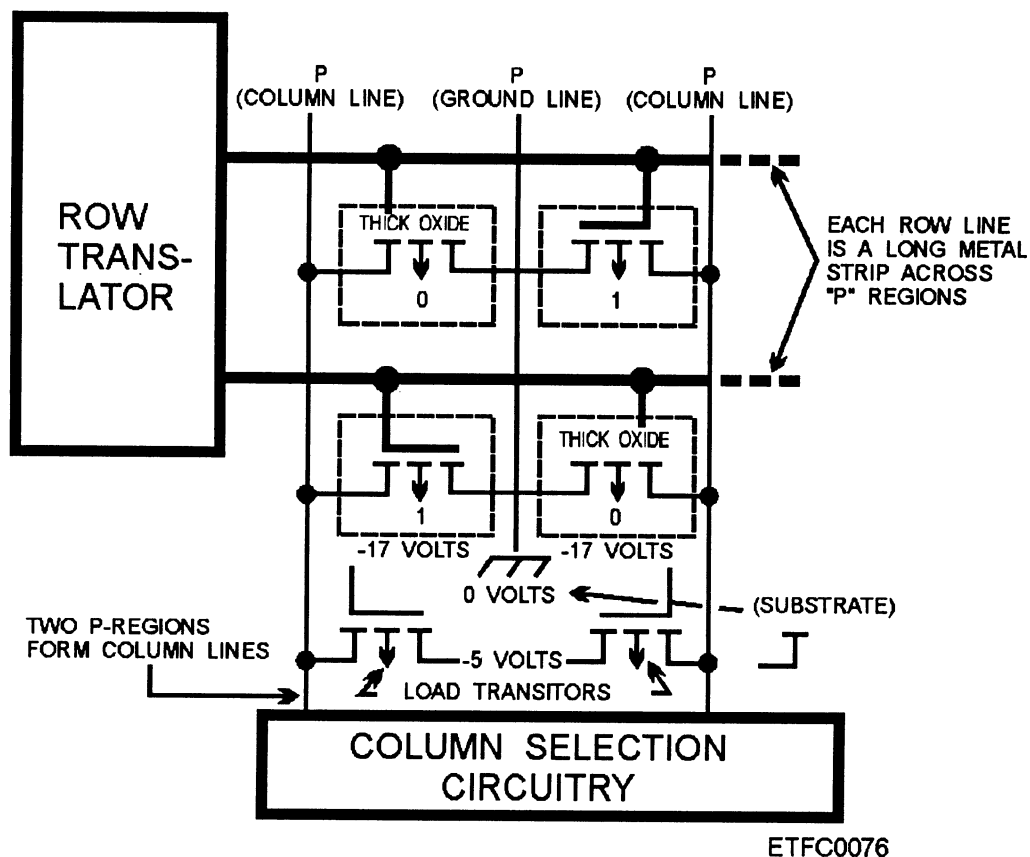 P
(COLUMN LINE)
P
(GROUND LINE)
P
(COLUMN LINE)
ROW
TRANS-
LATOR
THICK OXIDE
0
1
EACH ROW LINE
IS A LONG METAL
STRIP ACROSS
"P" REGIONS
1
THICK OXIDE
0
-17 VOLTS
-17 VOLTS
0 VOLTS
(SUBSTRATE)
TWO P-REGIONS
FORM COLUMN LINES
-5 VOLTS
LOAD TRANSITORS
COLUMN SELECTION
CIRCUITRY
ETFC0076